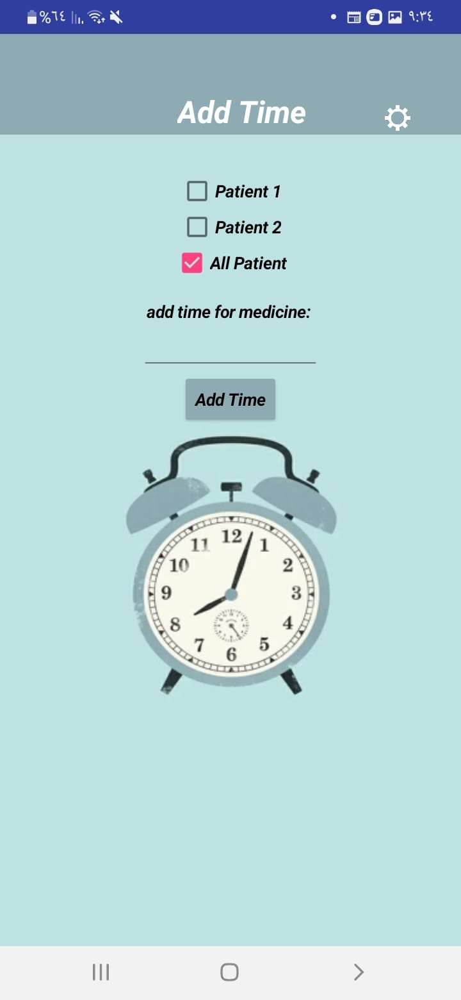 %٦٤
٩:٣٤
Add Time
Patient 1
Patient 2
All Patient
add time for medicine:
Add Time
12
11
1
10
2
9
3
8
4
7
5
6